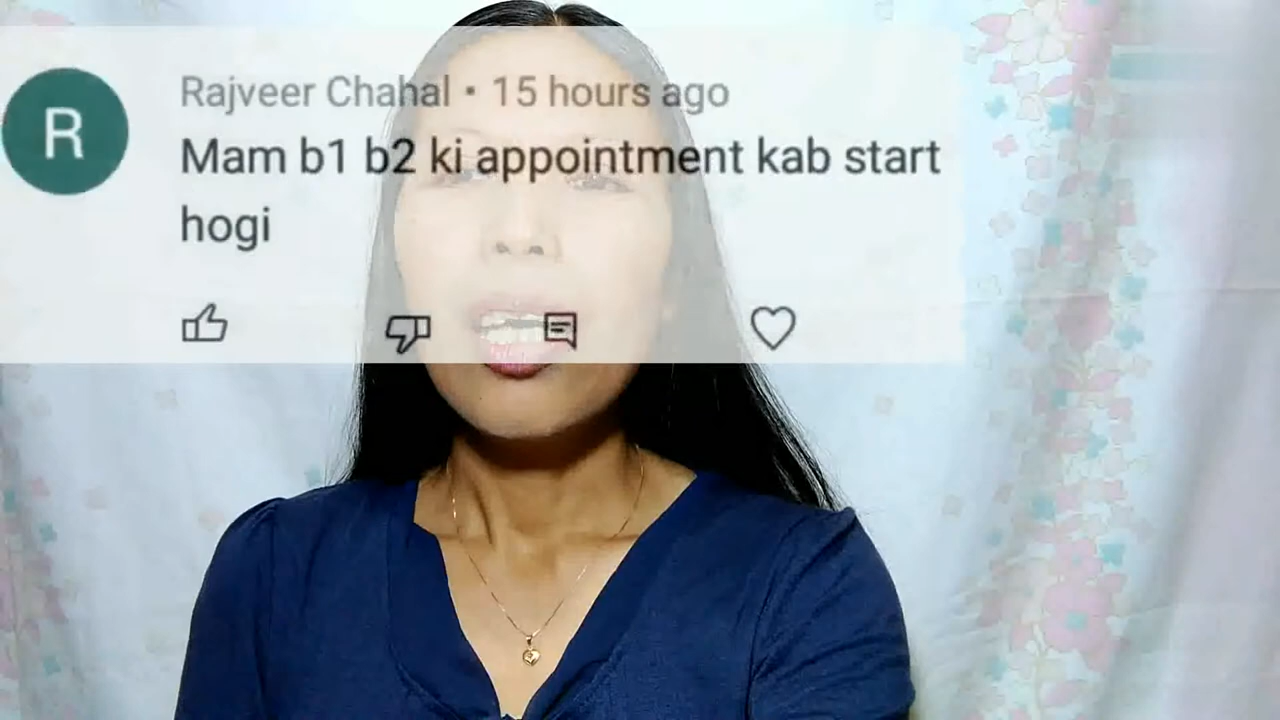 R
Rajveer Chahal • 15 hours ago
Mam b1 b2 ki appointment kab start
hogi